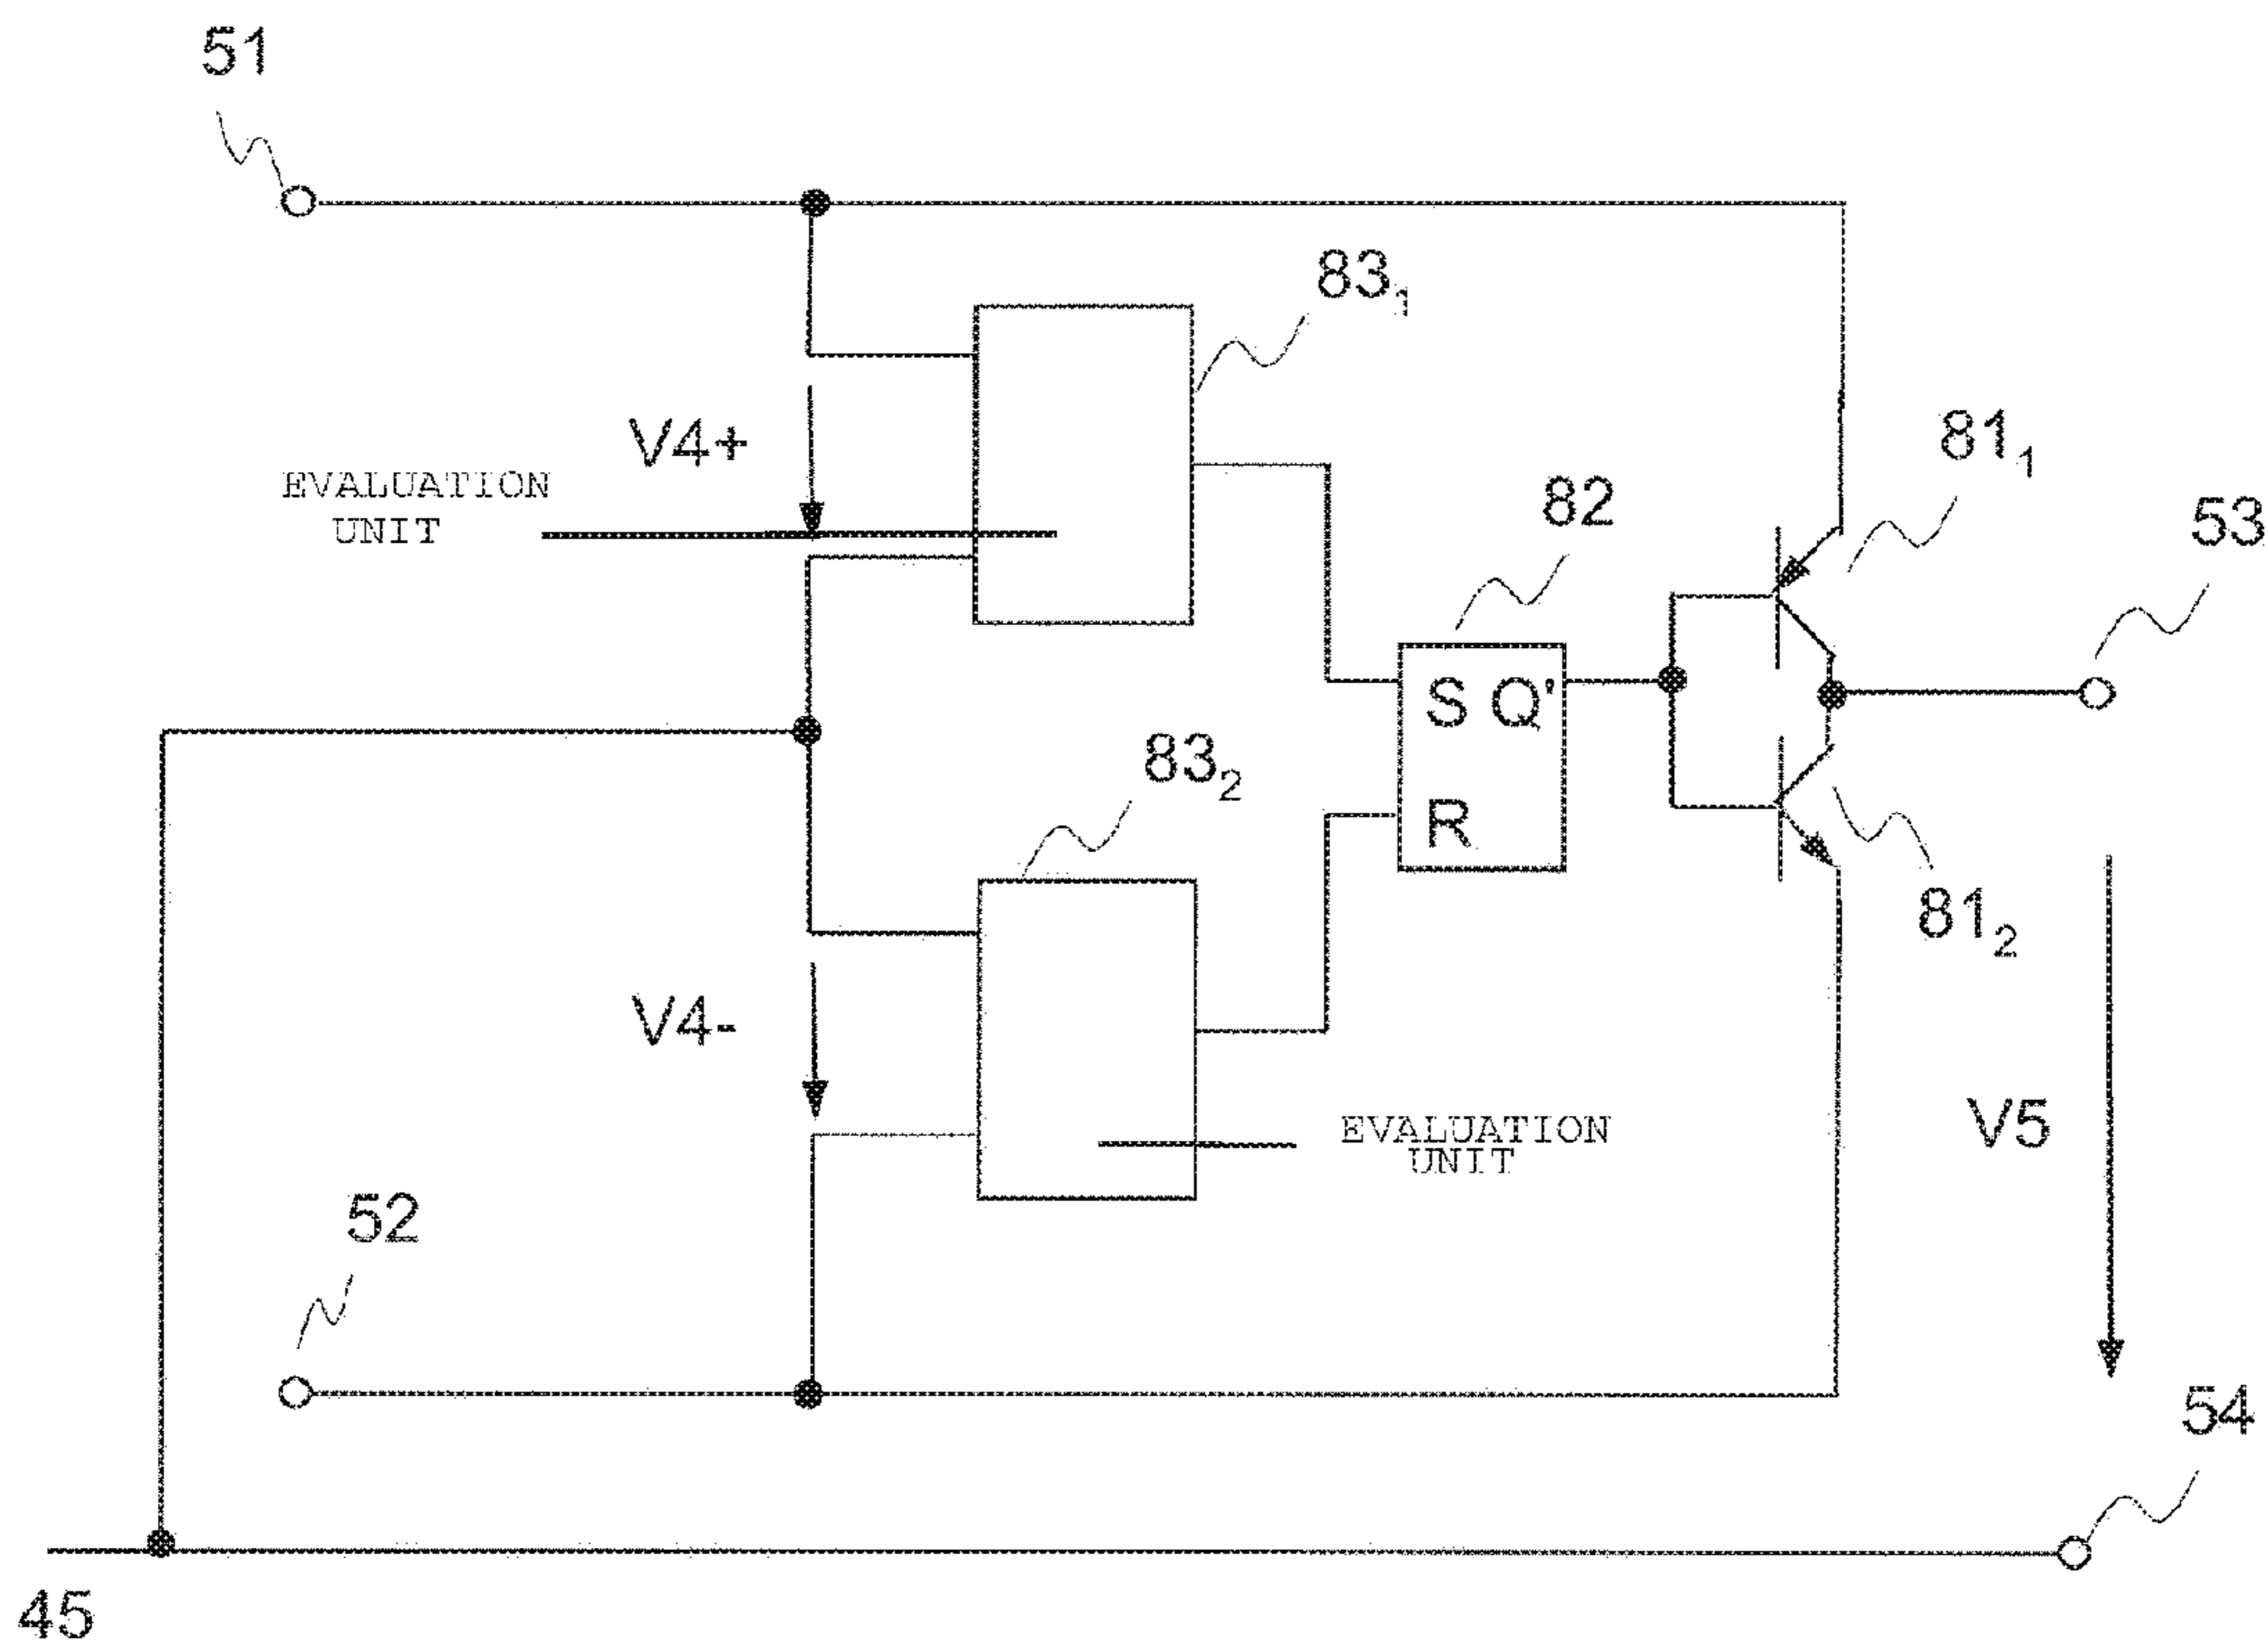 51
83₁
V4+
81₁
EVALUATION
UNIT
82
53
S Q'
83₂
R
81₂
V4-
V5
EVALUATION
UNIT
52
54
45